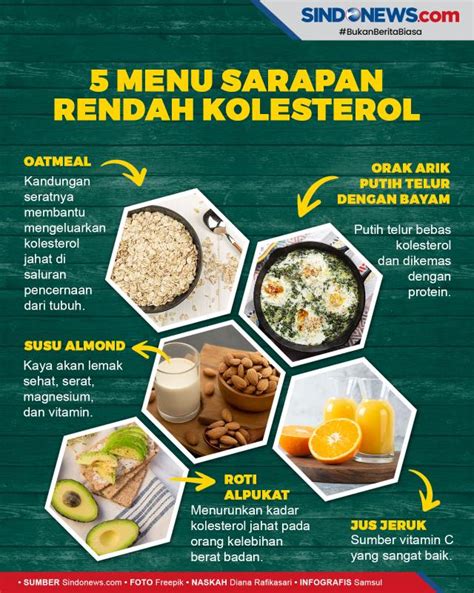 SINDONEWS.com
#BukanBeritaBiasa
5 MENU SARAPAN
RENDAH KOLESTEROL
OATMEAL
Kandungan
seratnya
membantu
mengeluarkan
kolesterol
jahat di
saluran
pencernaan
dari tubuh.
ORAK ARIK
PUTIH TELUR
DENGAN BAYAM
Putih telur bebas
kolesterol
dan dikemas
dengan
protein.
SUSU ALMOND
Kaya akan lemak
sehat, serat,
magnesium,
dan vitamin.
ROTI
ALPUKAT
Menurunkan kadar
kolesterol jahat pada
orang kelebihan
berat badan.
JUS JERUK
Sumber vitamin C
yang sangat baik.
• SUMBER Sindonews.com • FOTO Freepik • NASKAH Diana Rafikasari • INFOGRAFIS Samsul